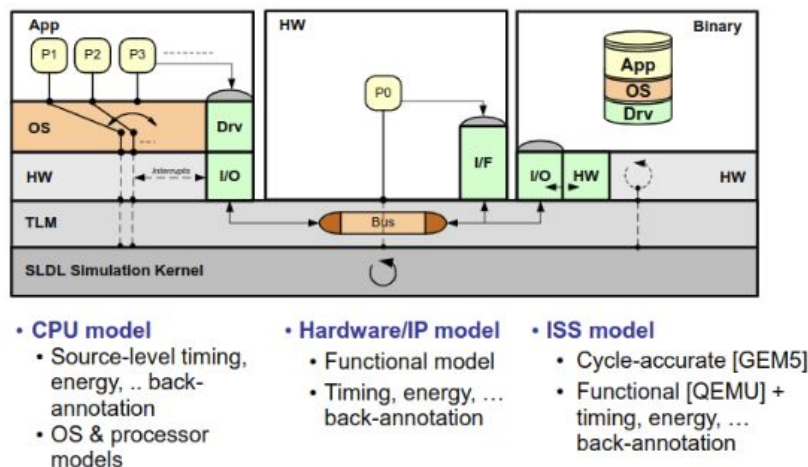 App
HW
Binary
P1 P2 P3
P0
App
OS
Drv
OS
Drv
I/F
HW
Interrupts
I/O
I/O
HW
HW
TLM
Bus
SLDL Simulation Kernel
• CPU model
• Source-level timing,
energy, .. back-
annotation
• OS & processor
models
• Hardware/IP model
• Functional model
• Timing, energy, …
back-annotation
• ISS model
• Cycle-accurate [GEM5]
• Functional [QEMU] +
timing, energy, …
back-annotation